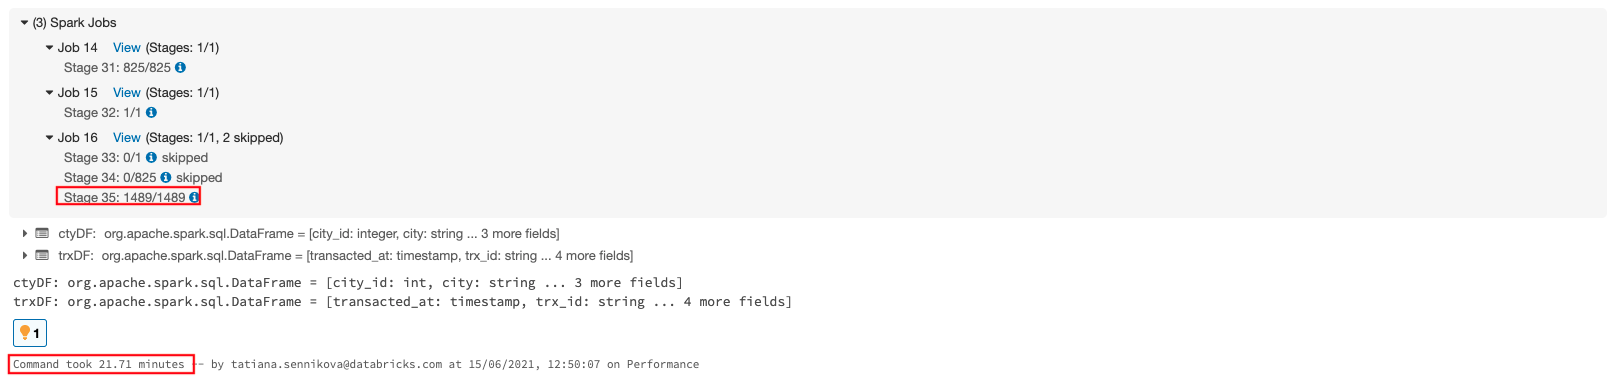 (3) Spark Jobs
Job 14 View (Stages: 1/1)
Stage 31: 825/825
Job 15 View (Stages: 1/1)
Stage 32: 1/1
Job 16 View (Stages: 1/1, 2 skipped)
Stage 33: 0/1 skipped
Stage 34: 0/825 skipped
Stage 35: 1489/1489
ctyDF: org.apache.spark.sql.DataFrame = [city_id: integer, city: string ... 3 more fields]
trxDF: org.apache.spark.sql.DataFrame = [transacted_at: timestamp, trx_id: string ... 4 more fields]
ctyDF: org.apache.spark.sql.DataFrame = [city_id: int, city: string ... 3 more fields]
trxDF: org.apache.spark.sql.DataFrame = [transacted_at: timestamp, trx_id: string ... 4 more fields]
1
Command took 21.71 minutes -- by tatiana.sennikova@databricks.com at 15/06/2021, 12:50:07 on Performance